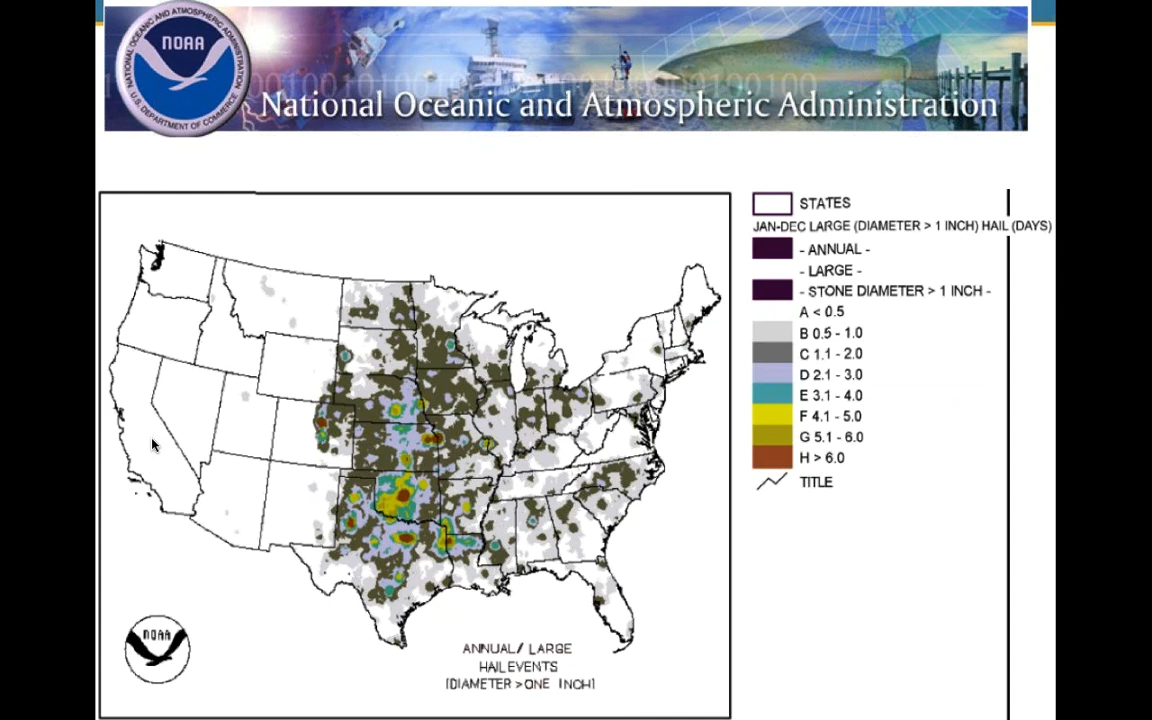 NATIONAL OCEANIC AND ATMOSPHERIC ADMINISTRATION
NOAA
U.S. DEPARTMENT OF COMMERCE
National Oceanic and Atmospheric Administration
STATES
JAN-DEC LARGE (DIAMETER > 1 INCH) HAIL (DAYS)
- ANNUAL -
- LARGE -
- STONE DIAMETER > 1 INCH -
A < 0.5
B 0.5 - 1.0
C 1.1 - 2.0
D 2.1 - 3.0
E 3.1 - 4.0
F 4.1 - 5.0
G 5.1 - 6.0
H > 6.0
TITLE
NOAA
ANNUAL/ LARGE
HAIL EVENTS
(DIAMETER > ONE INCH)